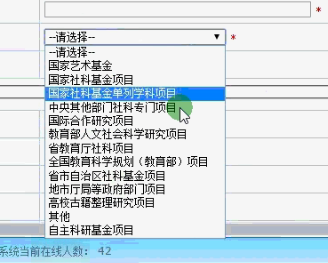 *
--请选择-- *
--请选择--
国家艺术基金
国家社科基金项目
国家社科基金单列学科项目
中央其他部门社科专门项目
国际合作研究项目
教育部人文社会科学研究项目
省教育厅社科项目
全国教育科学规划（教育部）项目
省市自治区社科基金项目
地市厅局等政府部门项目
高校古籍整理研究项目
其他
自主科研基金项目
系统当前在线人数: 42